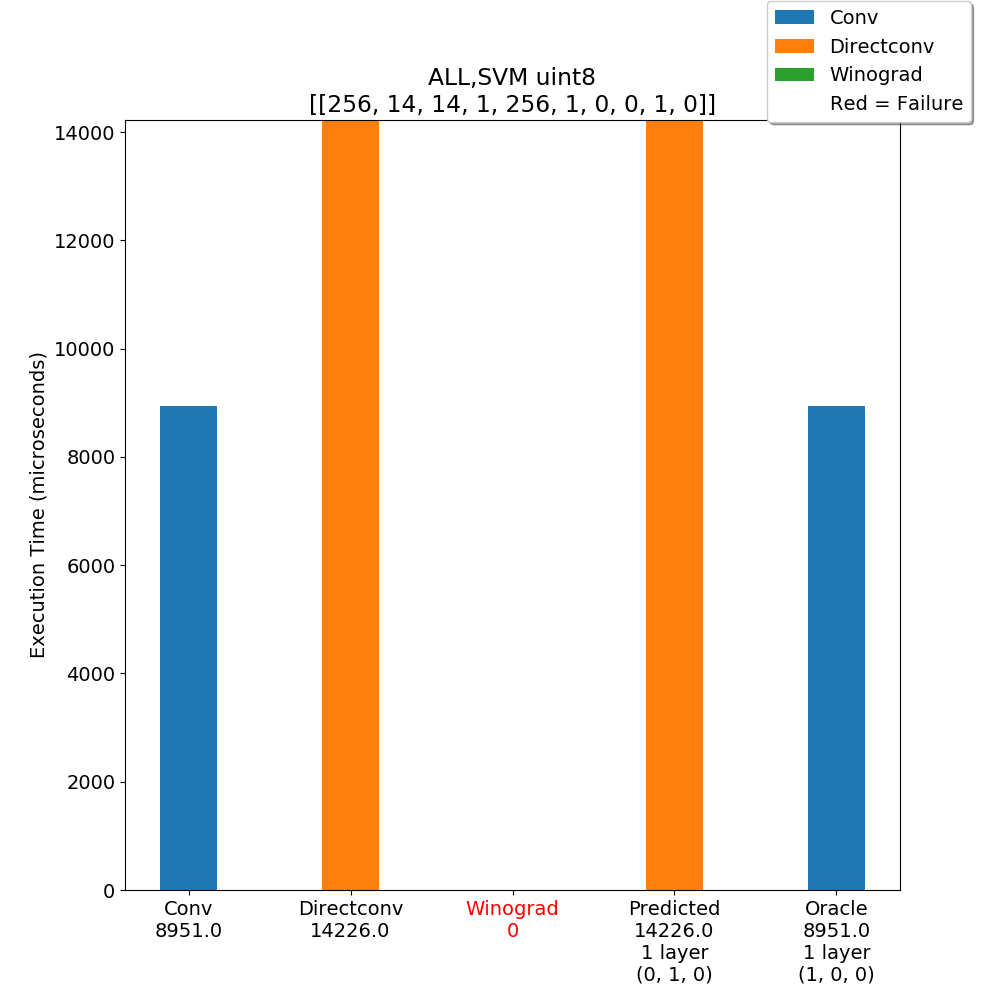 Conv
Directconv
Winograd
Red = Failure
ALL,SVM uint8
[[256, 14, 14, 1, 256, 1, 0, 0, 1, 0]]
14000
12000
10000
8000
6000
4000
2000
0
Execution Time (microseconds)
Conv
8951.0
Directconv
14226.0
Winograd
0
Predicted
14226.0
1 layer
(0, 1, 0)
Oracle
8951.0
1 layer
(1, 0, 0)